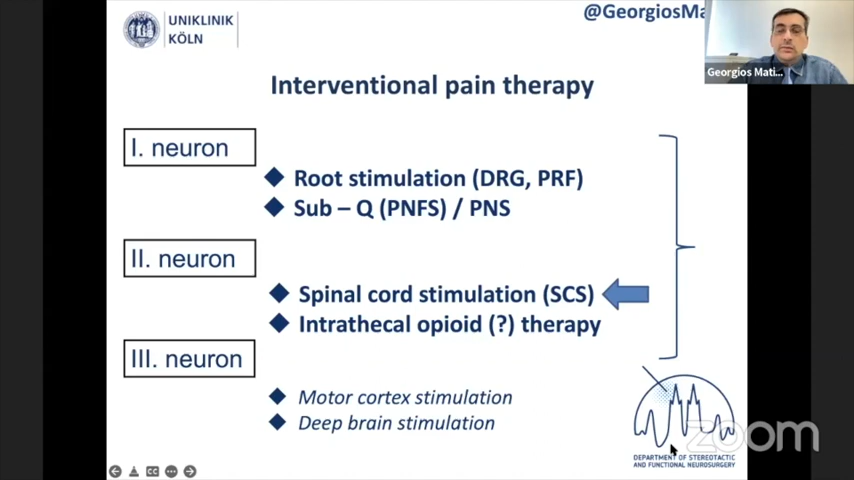 UNIKLINIK
KÖLN
@GeorgiosMa
Georgios Mati...
Interventional pain therapy
I. neuron
Root stimulation (DRG, PRF)
Sub – Q (PNFS) / PNS
II. neuron
Spinal cord stimulation (SCS)
Intrathecal opioid (?) therapy
III. neuron
Motor cortex stimulation
Deep brain stimulation
zoom
DEPARTMENT OF STEREOTACTIC
AND FUNCTIONAL NEUROSURGERY
CC